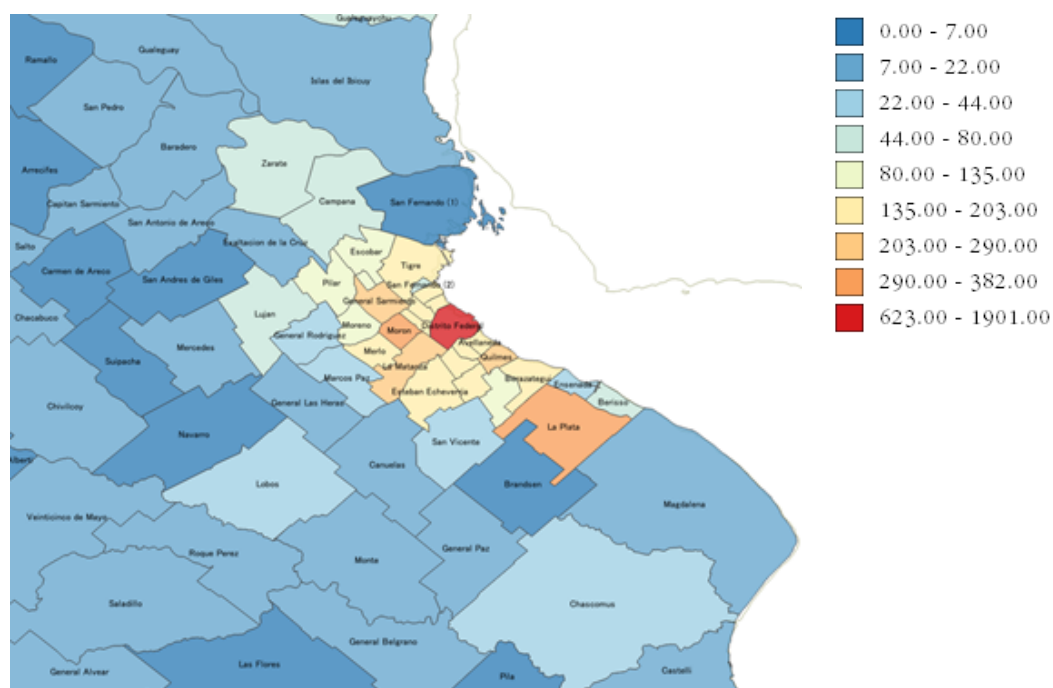 Gualeguaychu
Gualeguay
Ramallo
Islas del Ibicuy
San Pedro
Baradero
Zarate
Arrecifes
Campana
San Fernando (1)
Capitan Sarmiento
San Antonio de Areco
Salto
Exaltacion de la Cruz
Escobar
Tigre
Carmen de Areco
San Andres de Giles
Pilar
San Fernando (2)
General Sarmiento
Lujan
Chacabuco
Moreno
Distrito Federal
Moron
General Rodriguez
Mercedes
Avellaneda
Merlo
Quilmes
Suipacha
La Matanza
Marcos Paz
Berazategui
Ensenada
Esteban Echeverria
General Las Heras
Berisso
Chivilcoy
La Plata
Navarro
San Vicente
Alberti
Canuelas
Lobos
Brandsen
Magdalena
Veinticinco de Mayo
General Paz
Roque Perez
Monte
Saladillo
Chascomus
General Belgrano
Las Flores
General Alvear
Castelli
Pila
0.00 - 7.00
7.00 - 22.00
22.00 - 44.00
44.00 - 80.00
80.00 - 135.00
135.00 - 203.00
203.00 - 290.00
290.00 - 382.00
623.00 - 1901.00